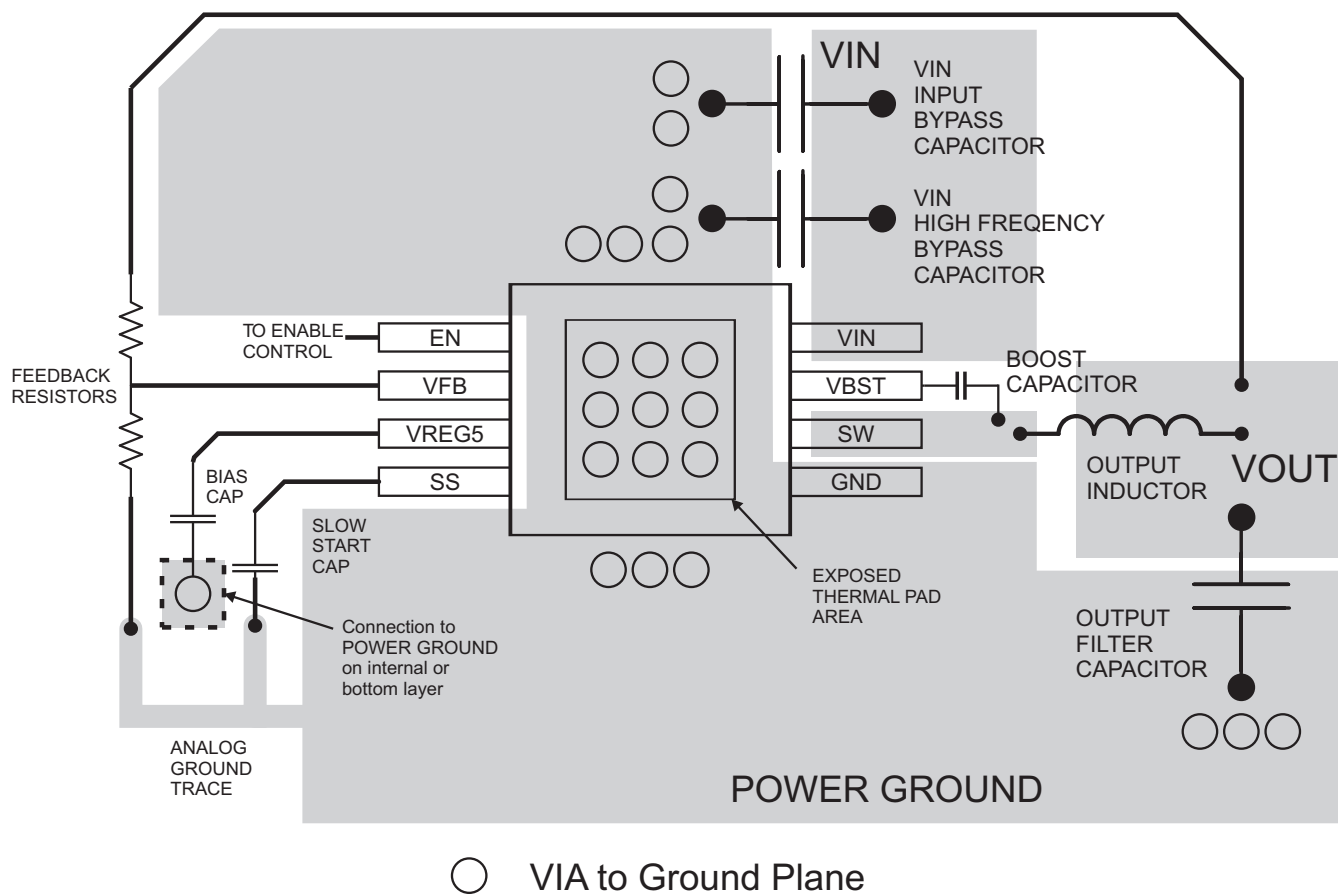 VIN
VIN
INPUT
BYPASS
CAPACITOR
VIN
HIGH FREQENCY
BYPASS
CAPACITOR
TO ENABLE
CONTROL
EN
VFB
VREG5
SS
VIN
VBST
SW
GND
FEEDBACK
RESISTORS
BIAS
CAP
SLOW
START
CAP
BOOST
CAPACITOR
OUTPUT
INDUCTOR
VOUT
EXPOSED
THERMAL PAD
AREA
OUTPUT
FILTER
CAPACITOR
Connection to
POWER GROUND
on internal or
bottom layer
ANALOG
GROUND
TRACE
POWER GROUND
VIA to Ground Plane